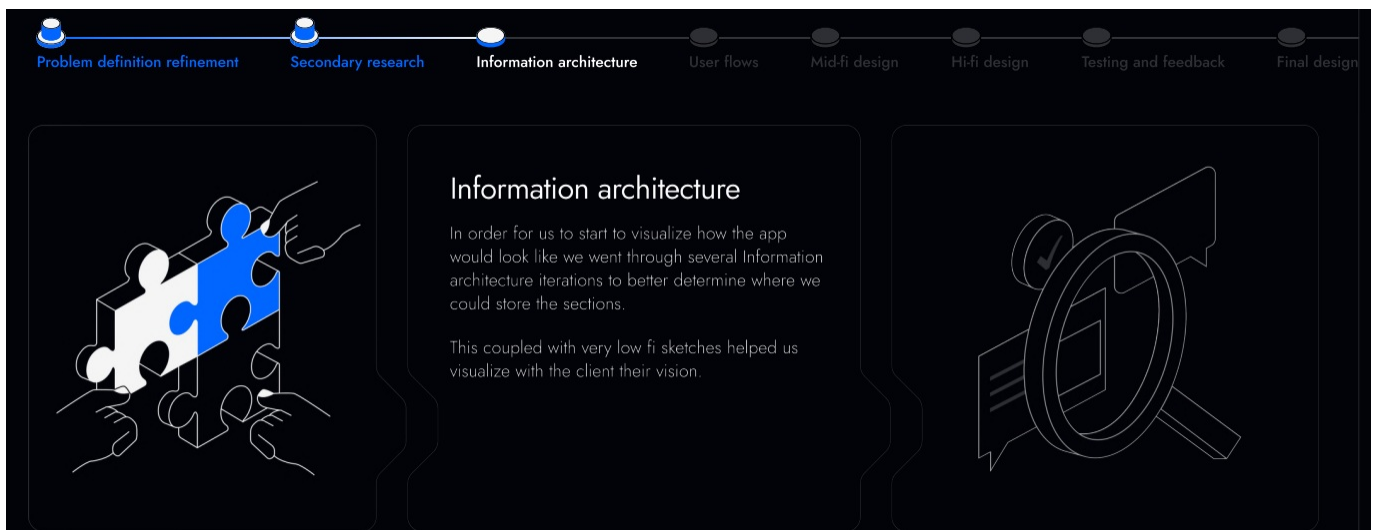 Problem definition refinement
Secondary research
Information architecture
User flows
Mid-fi design
Hi-fi design
Testing and feedback
Final design
Information architecture
In order for us to start to visualize how the app
would look like we went through several Information
architecture iterations to better determine where we
could store the sections.
This coupled with very low fi sketches helped us
visualize with the client their vision.